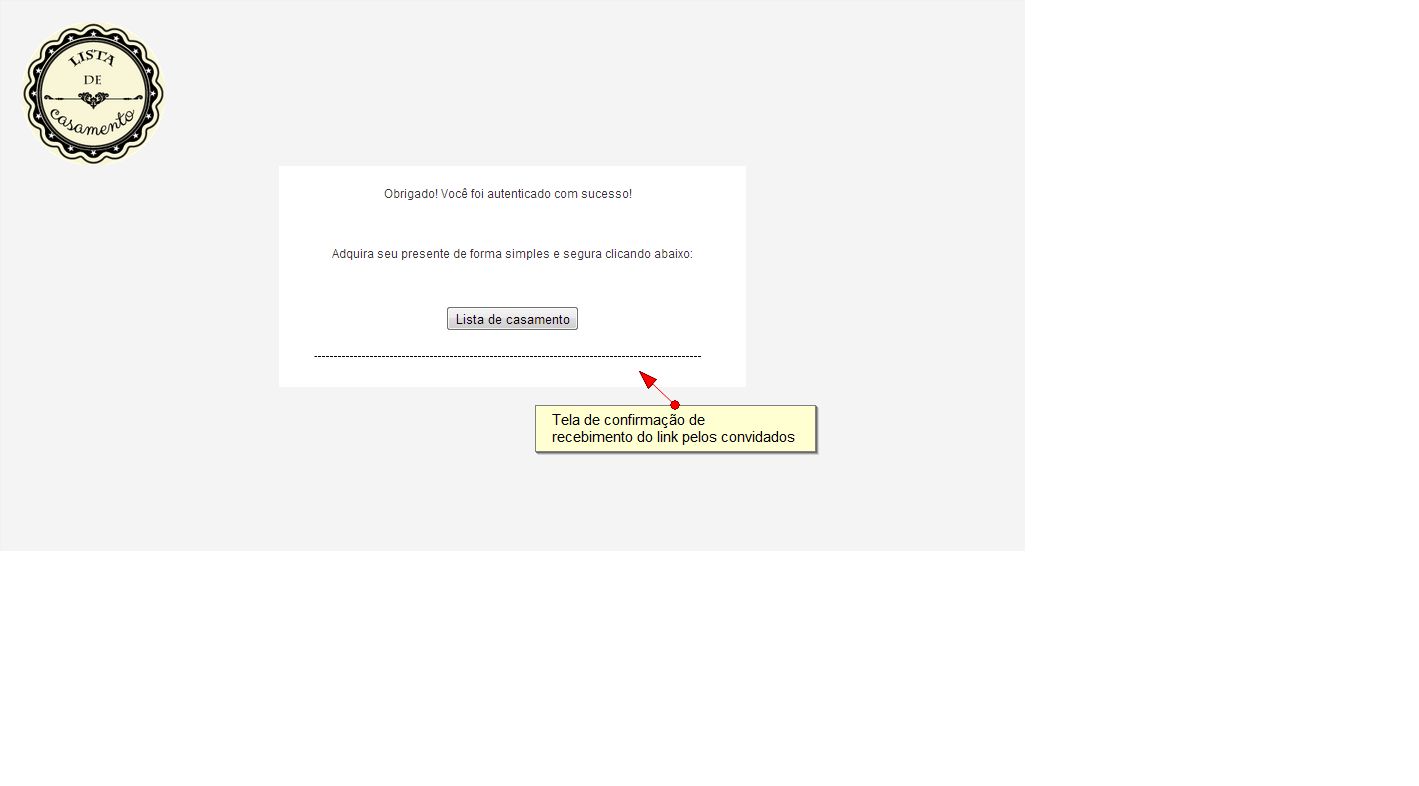 LISTA
DE
casamento
Obrigado! Você foi autenticado com sucesso!
Adquira seu presente de forma simples e segura clicando abaixo:
Lista de casamento
-------------------------------------------------------------------------------------------------
Tela de confirmação de
recebimento do link pelos convidados